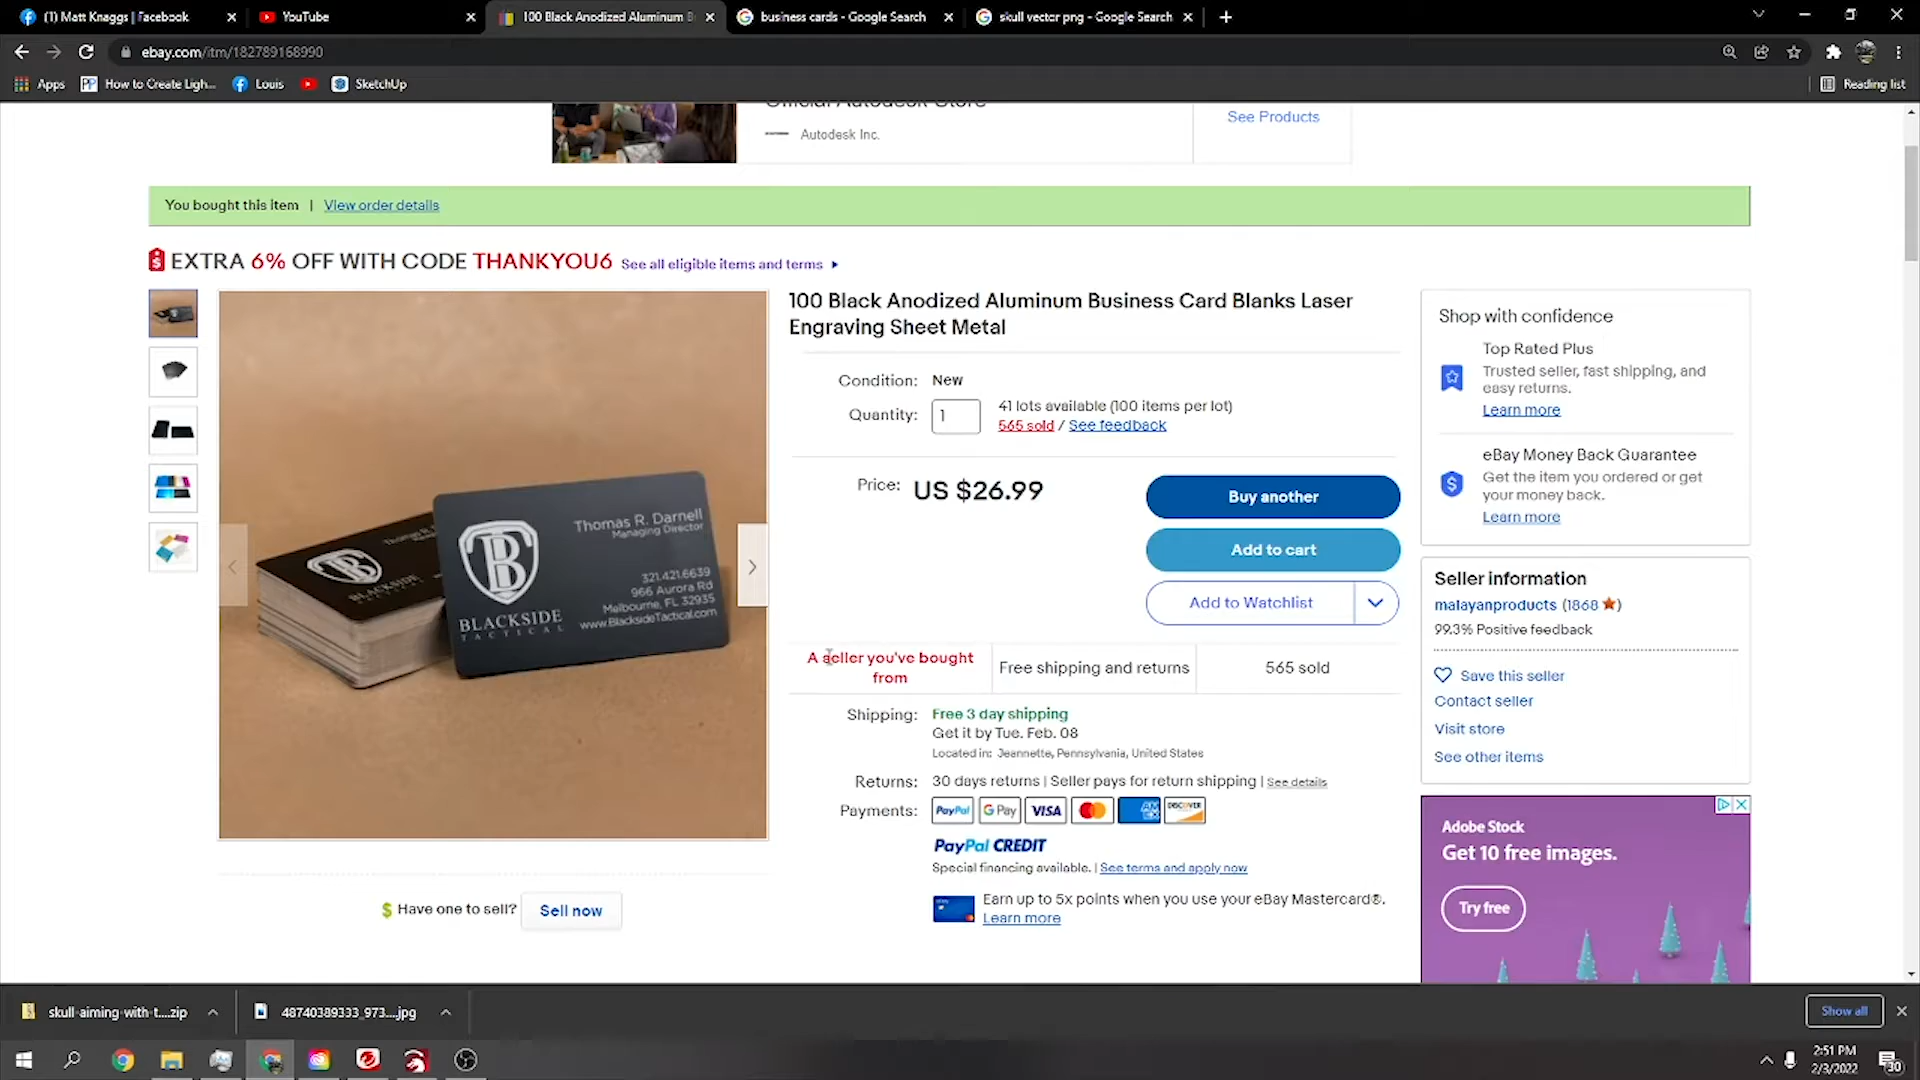 (1) Matt Knaggs | Facebook
YouTube
100 Black Anodized Aluminum B
business cards - Google Search
skull vector png - Google Search
ebay.com/itm/182789168990
Apps
How to Create Ligh...
Louis
SketchUp
Reading list
Official Autodesk Store
Autodesk Inc.
See Products
You bought this item | View order details
EXTRA 6% OFF WITH CODE THANKYOU6 See all eligible items and terms
100 Black Anodized Aluminum Business Card Blanks Laser
Engraving Sheet Metal
Condition: New
Quantity: 1
41 lots available (100 items per lot)
565 sold / See feedback
Price: US $26.99
Buy another
Add to cart
Add to Watchlist
A seller you've bought
from
Free shipping and returns
565 sold
Shipping: Free 3 day shipping
Get it by Tue. Feb. 08
Located in: Jeannette, Pennsylvania, United States
Returns: 30 days returns | Seller pays for return shipping | See details
Payments: PayPal G Pay VISA AM EX DISCOVER
PayPal CREDIT
Special financing available. | See terms and apply now
Earn up to 5x points when you use your eBay Mastercard®.
Learn more
Thomas R. Darnell
Managing Director
321.421.6639
966 Aurora Rd
Melbourne, FL 32935
www.BlacksideTactical.com
B
BLACKSIDE
TACTICAL
BLACKSIDE
Have one to sell? Sell now
Shop with confidence
Top Rated Plus
Trusted seller, fast shipping, and
easy returns.
Learn more
eBay Money Back Guarantee
Get the item you ordered or get
your money back.
Learn more
Seller information
malayanproducts (1868)
99.3% Positive feedback
Save this seller
Contact seller
Visit store
See other items
Adobe Stock
Get 10 free images.
Try free
skull-aiming-with-t....zip
48740389333_973....jpg
Show all
2:51 PM
2/3/2022
30